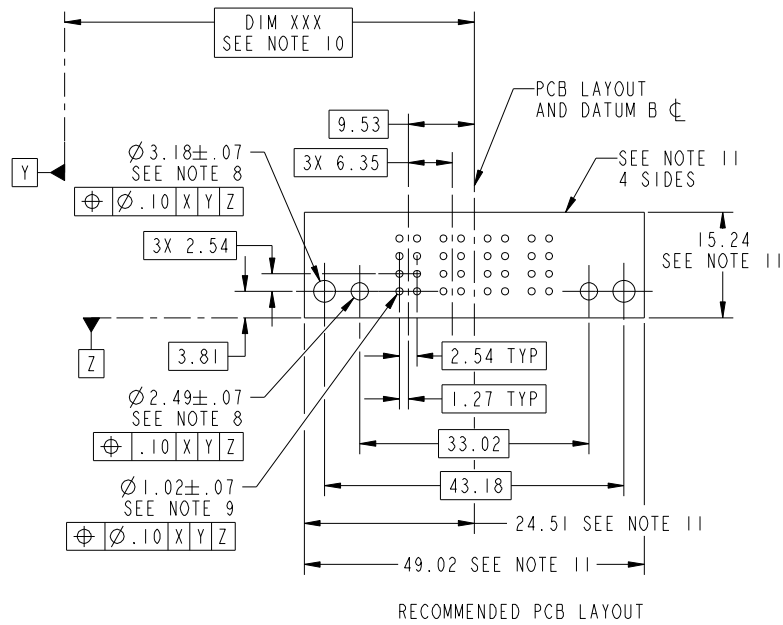 DIM XXX
SEE NOTE 10
PCB LAYOUT
AND DATUM B ℄
9.53
Ø3.18±.07
SEE NOTE 8
3X 6.35
SEE NOTE 11
4 SIDES
Y
⌖ Ø.10 X Y Z
3X 2.54
15.24
SEE NOTE 11
Z
3.81
2.54 TYP
Ø2.49±.07
SEE NOTE 8
1.27 TYP
⌖ .10 X Y Z
33.02
Ø1.02±.07
SEE NOTE 9
43.18
⌖ Ø.10 X Y Z
24.51 SEE NOTE 11
49.02 SEE NOTE 11
RECOMMENDED PCB LAYOUT